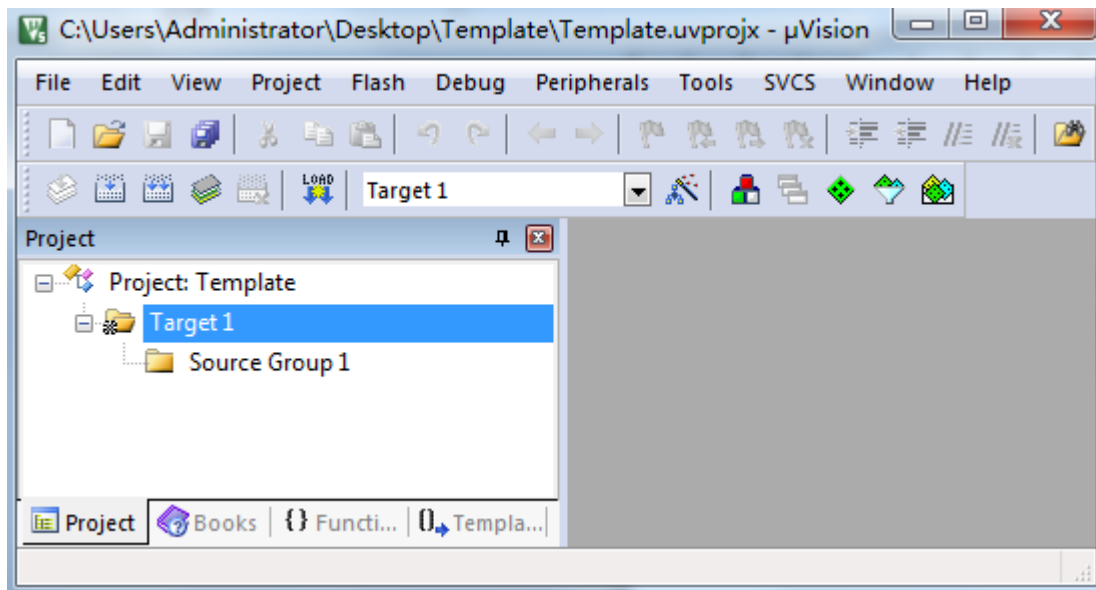 C:\Users\Administrator\Desktop\Template\Template.uvprojx - µVision
File Edit View Project Flash Debug Peripherals Tools SVCS Window Help
LOAD Target 1
Project
Project: Template
Target 1
Source Group 1
Project Books {} Functi... 0 Templa...